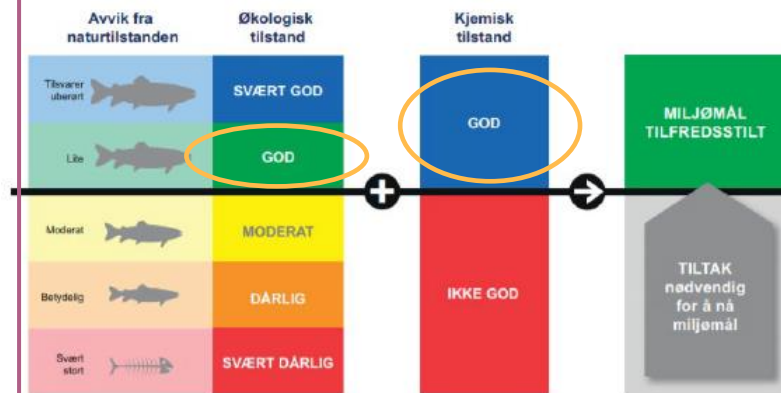 Avvik fra
naturtilstanden
Økologisk
tilstand
Kjemisk
tilstand
Tilsvarer
uberørt
SVÆRT GOD
Lite
GOD
GOD
MILJØMÅL
TILFREDSSTILT
Moderat
MODERAT
Betydelig
DÅRLIG
Svært
stort
SVÆRT DÅRLIG
IKKE GOD
TILTAK
nødvendig
for å nå
miljømål